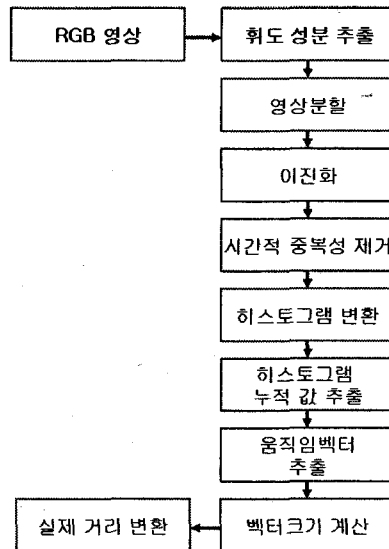 RGB 영상
휘도 성분 추출
영상분할
이진화
시간적 중복성 제거
히스토그램 변환
히스토그램
누적 값 추출
움직임벡터
추출
벡터크기 계산
실제 거리 변환